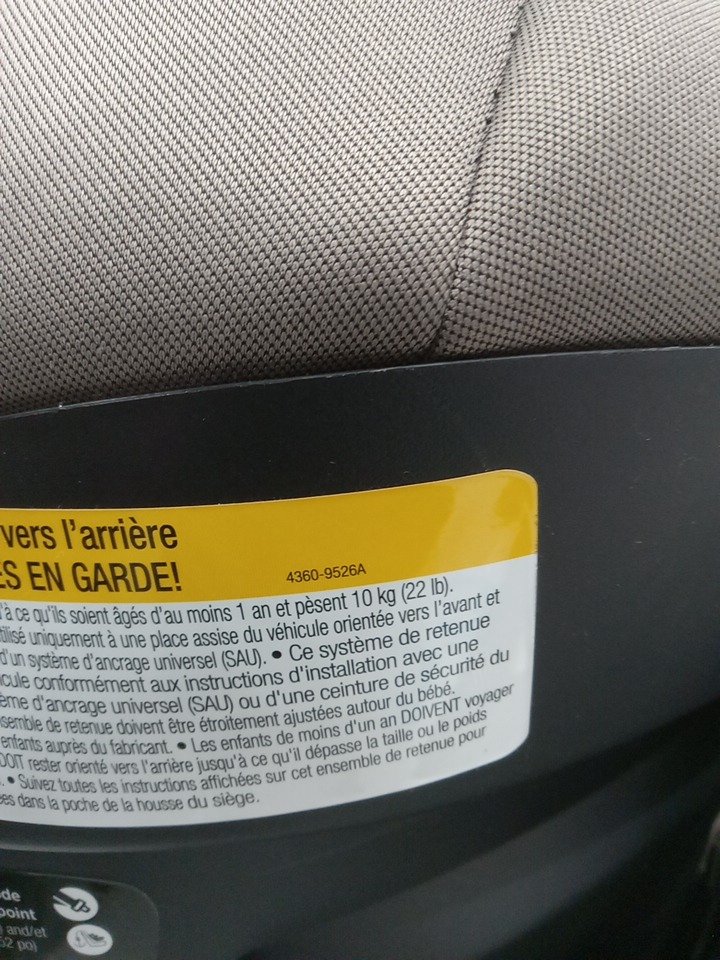 vers l'arrière
ES EN GARDE!
4360-9526A
'à ce qu'ils soient âgés d'au moins 1 an et pèsent 10 kg (22 lb).
tilisé uniquement à une place assise du véhicule orientée vers l'avant et
d'un système d'ancrage universel (SAU). • Ce système de retenue
cule conformément aux instructions d'installation avec une
ème d'ancrage universel (SAU) ou d'une ceinture de sécurité du
semble de retenue doivent être étroitement ajustées autour du bébé.
enfants auprès du fabricant. • Les enfants de moins d'un an DOIVENT voyager
DOIT rester orienté vers l'arrière jusqu'à ce qu'il dépasse la taille ou le poids
. • Suivez toutes les instructions affichées sur cet ensemble de retenue pour
ées dans la poche de la housse du siège.
de
point
) and/et
52 po)